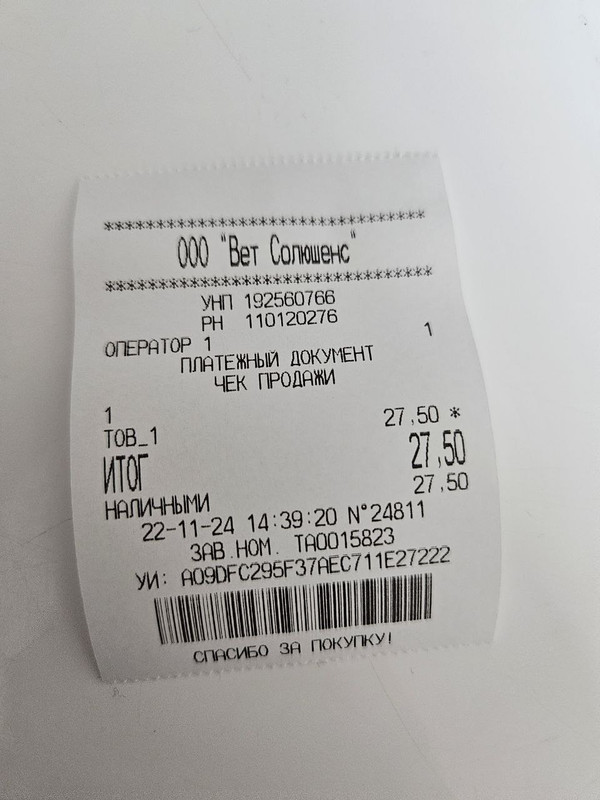 ********************************
ООО "Вет Солюшенс"
********************************
УНП 192560766
РН 110120276
ОПЕРАТОР 1 1
ПЛАТЕЖНЫЙ ДОКУМЕНТ
ЧЕК ПРОДАЖИ
1 27,50 *
ТОВ_1
ИТОГ 27,50
НАЛИЧНЫМИ 27,50
22-11-24 14:39:20 N°24811
ЗАВ.НОМ. ТА0015823
УИ: A09DFC295F37AEC711E27222
СПАСИБО ЗА ПОКУПКУ!